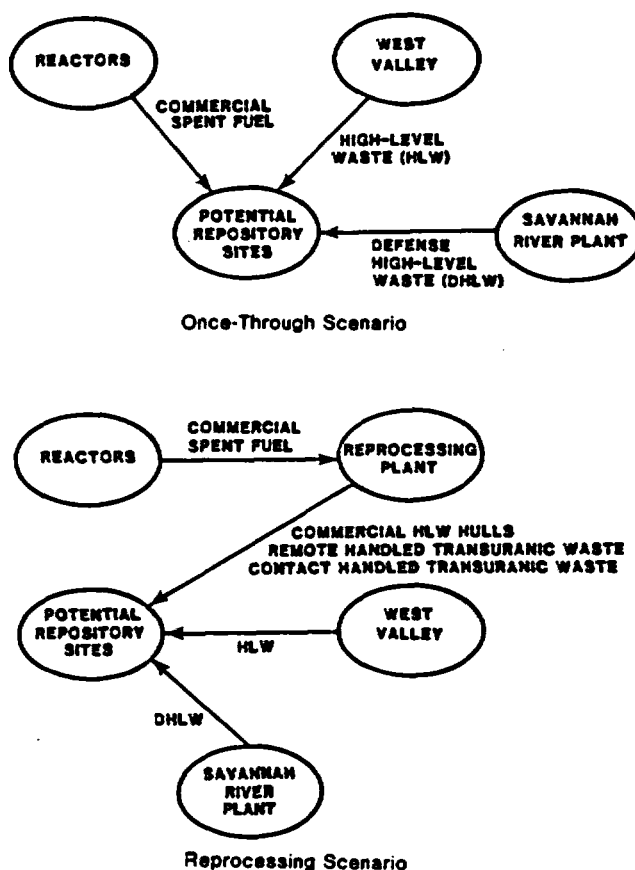 REACTORS
WEST
VALLEY
COMMERCIAL
SPENT FUEL
HIGH-LEVEL
WASTE (HLW)
POTENTIAL
REPOSITORY
SITES
SAVANNAH
RIVER PLANT
DEFENSE
HIGH-LEVEL
WASTE (DHLW)
Once-Through Scenario
COMMERCIAL
SPENT FUEL
REACTORS
REPROCESSING
PLANT
COMMERCIAL HLW HULLS
REMOTE HANDLED TRANSURANIC WASTE
CONTACT HANDLED TRANSURANIC WASTE
POTENTIAL
REPOSITORY
SITES
WEST
VALLEY
HLW
DHLW
SAVANNAH
RIVER
PLANT
Reprocessing Scenario